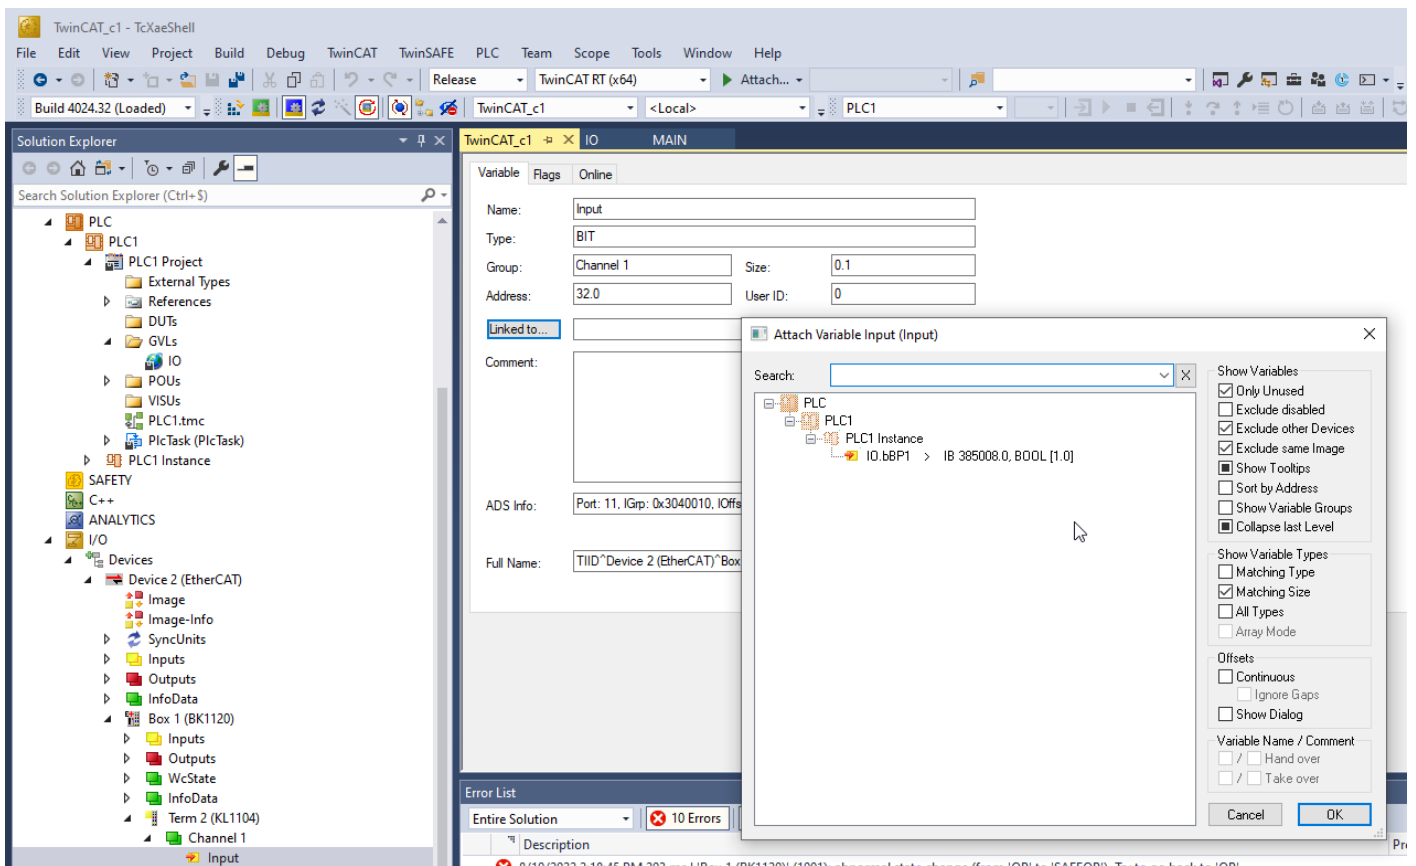 TwinCAT_c1 - TcXaeShell
File Edit View Project Build Debug TwinCAT TwinSAFE PLC Team Scope Tools Window Help
Release TwinCAT RT (x64) Attach...
Build 4024.32 (Loaded) TwinCAT_c1 <Local> PLC1
Solution Explorer
Search Solution Explorer (Ctrl+$)
PLC
PLC1
PLC1 Project
External Types
References
DUTs
GVLs
IO
POUs
VISUs
PLC1.tmc
PlcTask (PlcTask)
PLC1 Instance
SAFETY
C++
ANALYTICS
I/O
Devices
Device 2 (EtherCAT)
Image
Image-Info
SyncUnits
Inputs
Outputs
InfoData
Box 1 (BK1120)
Inputs
Outputs
WcState
InfoData
Term 2 (KL1104)
Channel 1
Input
TwinCAT_c1 IO MAIN
Variable Flags Online
Name: Input
Type: BIT
Group: Channel 1 Size: 0.1
Address: 32.0 User ID: 0
Linked to...
Comment:
ADS Info: Port: 11, IGrp: 0x3040010, IOffs
Full Name: TIID^Device 2 (EtherCAT)^Box
Attach Variable Input (Input)
Search: X
PLC
PLC1
PLC1 Instance
IO.bBP1 > IB 385008.0, BOOL [1.0]
Show Variables
Only Unused
Exclude disabled
Exclude other Devices
Exclude same Image
Show Tooltips
Sort by Address
Show Variable Groups
Collapse last Level
Show Variable Types
Matching Type
Matching Size
All Types
Array Mode
Offsets
Continuous
Ignore Gaps
Show Dialog
Variable Name / Comment
/ Hand over
/ Take over
Cancel OK
Error List
Entire Solution 10 Errors
Description Pr